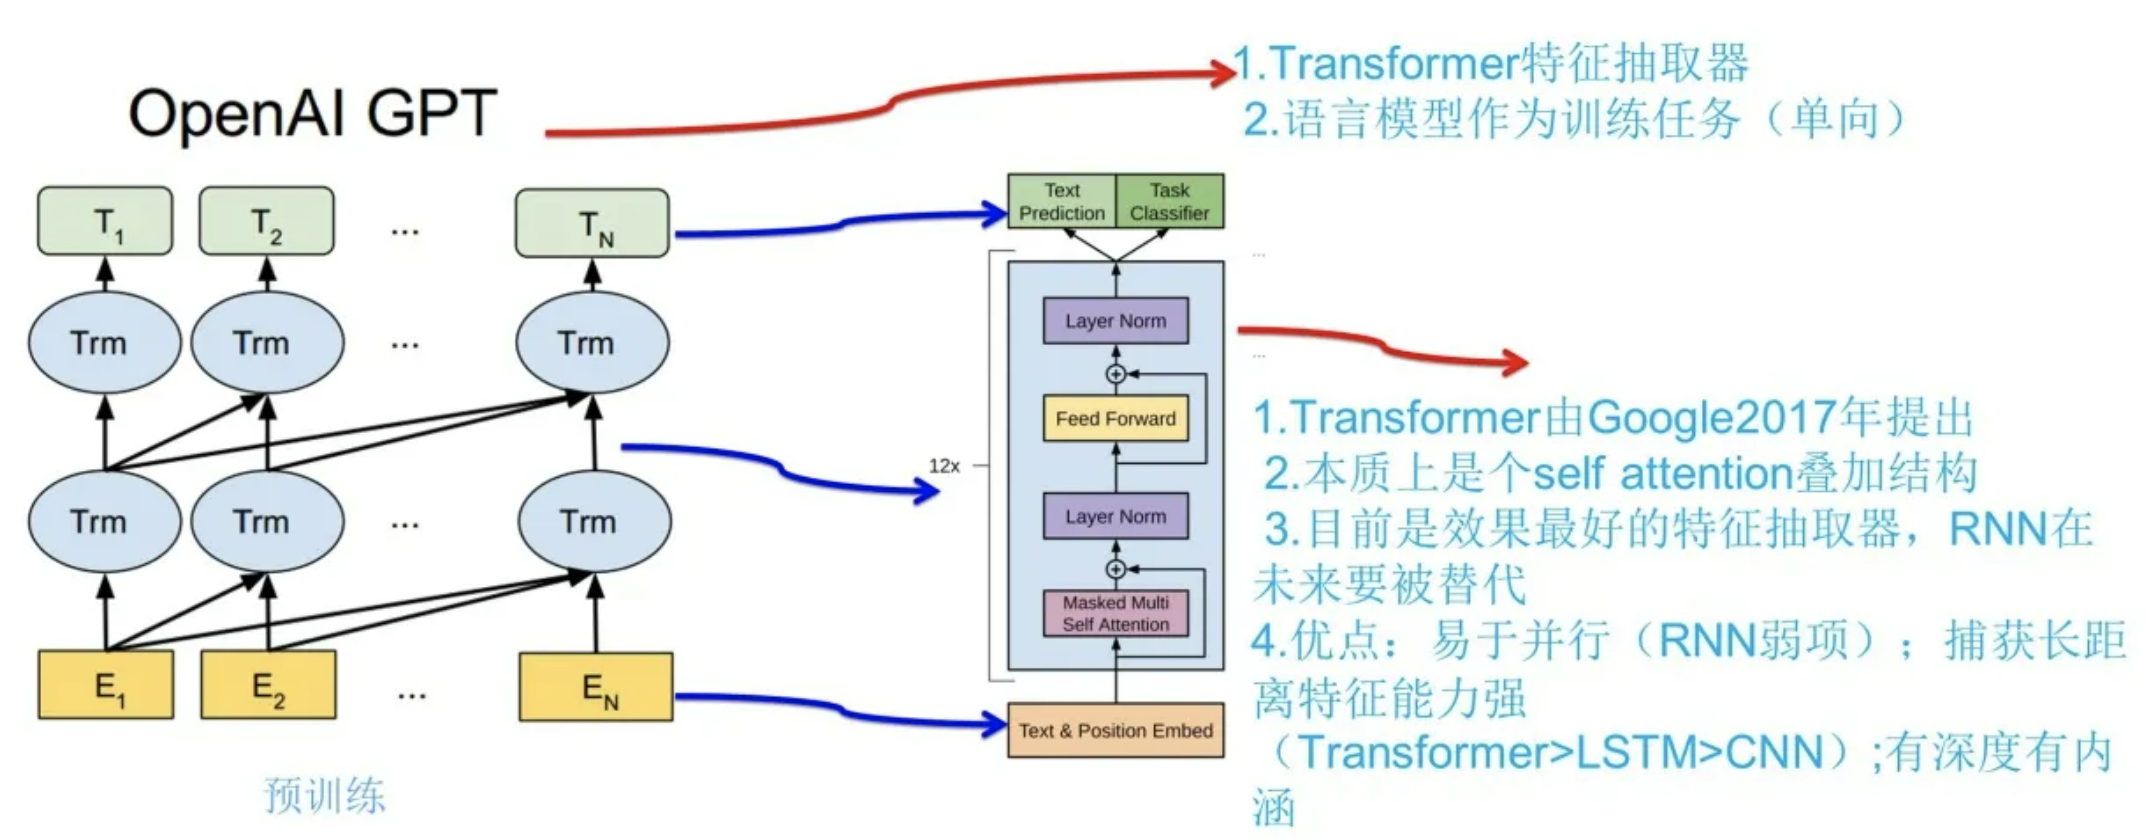 OpenAI GPT
1.Transformer特征抽取器
2.语言模型作为训练任务（单向）
T1 T2 ... TN
Trm Trm ... Trm
Trm Trm ... Trm
E1 E2 ... EN
预训练
Text Prediction
Task Classifier
...
Layer Norm
...
Feed Forward
12x
Layer Norm
Masked Multi
Self Attention
Text & Position Embed
1.Transformer由Google2017年提出
2.本质上是个self attention叠加结构
3.目前是效果最好的特征抽取器，RNN在
未来要被替代
4.优点：易于并行（RNN弱项）；捕获长距
离特征能力强
（Transformer>LSTM>CNN）;有深度有内
涵